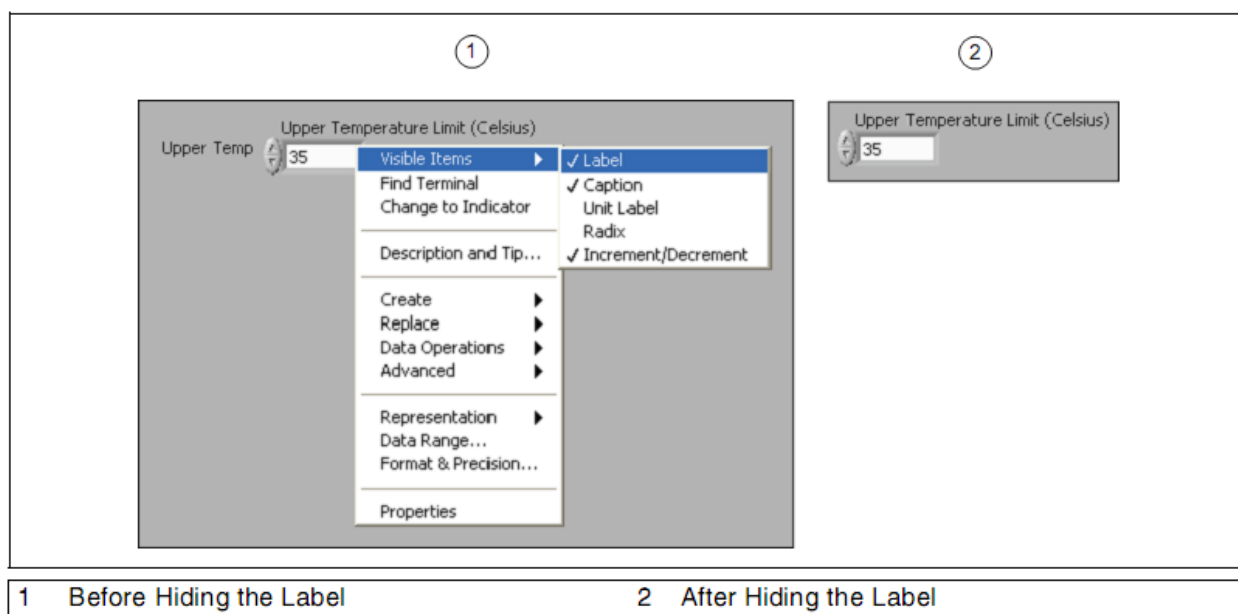 1
2
Upper Temperature Limit (Celsius)
Upper Temp 35
Visible Items
Find Terminal
Change to Indicator
Description and Tip...
Create
Replace
Data Operations
Advanced
Representation
Data Range...
Format & Precision...
Properties
✓ Label
✓ Caption
Unit Label
Radix
✓ Increment/Decrement
Upper Temperature Limit (Celsius)
35
1 Before Hiding the Label
2 After Hiding the Label